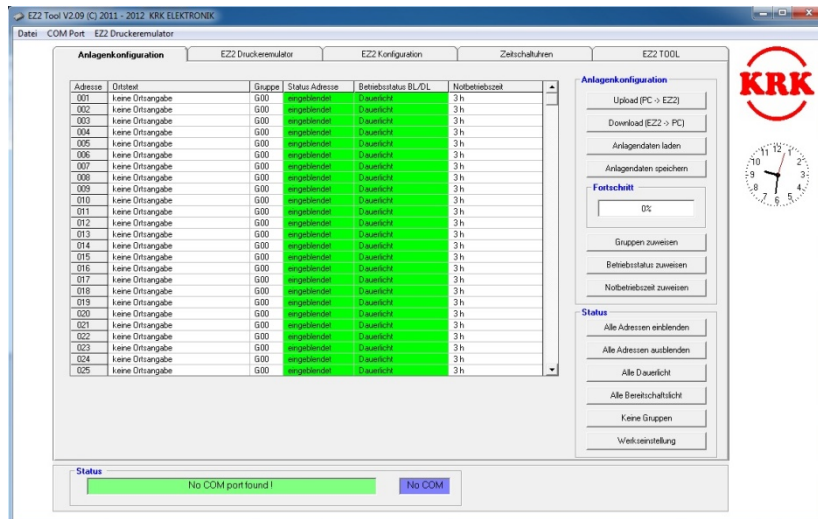 EZ2 Tool V2.09 (C) 2011 - 2012 KRK ELEKTRONIK
Datei COM Port EZ2 Druckeremulator
Anlagenkonfiguration EZ2 Druckeremulator EZ2 Konfiguration Zeitschaltuhren EZ2 TOOL
Adresse Ortstext Gruppe Status Adresse Betriebsstatus BL/DL Notbetriebszeit
001 keine Ortsangabe G00 eingeblendet Dauerlicht 3 h
002 keine Ortsangabe G00 eingeblendet Dauerlicht 3 h
003 keine Ortsangabe G00 eingeblendet Dauerlicht 3 h
004 keine Ortsangabe G00 eingeblendet Dauerlicht 3 h
005 keine Ortsangabe G00 eingeblendet Dauerlicht 3 h
006 keine Ortsangabe G00 eingeblendet Dauerlicht 3 h
007 keine Ortsangabe G00 eingeblendet Dauerlicht 3 h
008 keine Ortsangabe G00 eingeblendet Dauerlicht 3 h
009 keine Ortsangabe G00 eingeblendet Dauerlicht 3 h
010 keine Ortsangabe G00 eingeblendet Dauerlicht 3 h
011 keine Ortsangabe G00 eingeblendet Dauerlicht 3 h
012 keine Ortsangabe G00 eingeblendet Dauerlicht 3 h
013 keine Ortsangabe G00 eingeblendet Dauerlicht 3 h
014 keine Ortsangabe G00 eingeblendet Dauerlicht 3 h
015 keine Ortsangabe G00 eingeblendet Dauerlicht 3 h
016 keine Ortsangabe G00 eingeblendet Dauerlicht 3 h
017 keine Ortsangabe G00 eingeblendet Dauerlicht 3 h
018 keine Ortsangabe G00 eingeblendet Dauerlicht 3 h
019 keine Ortsangabe G00 eingeblendet Dauerlicht 3 h
020 keine Ortsangabe G00 eingeblendet Dauerlicht 3 h
021 keine Ortsangabe G00 eingeblendet Dauerlicht 3 h
022 keine Ortsangabe G00 eingeblendet Dauerlicht 3 h
023 keine Ortsangabe G00 eingeblendet Dauerlicht 3 h
024 keine Ortsangabe G00 eingeblendet Dauerlicht 3 h
025 keine Ortsangabe G00 eingeblendet Dauerlicht 3 h
Anlagenkonfiguration
Upload (PC -> EZ2)
Download (EZ2 -> PC)
Anlagendaten laden
Anlagendaten speichern
Fortschritt
0%
Gruppen zuweisen
Betriebsstatus zuweisen
Notbetriebszeit zuweisen
Status
Alle Adressen einblenden
Alle Adressen ausblenden
Alle Dauerlicht
Alle Bereitschaftslicht
Keine Gruppen
Werkseinstellung
KRK
12 1 2 3 4 5 6 7 8 9 10 11
Status
No COM port found ! No COM